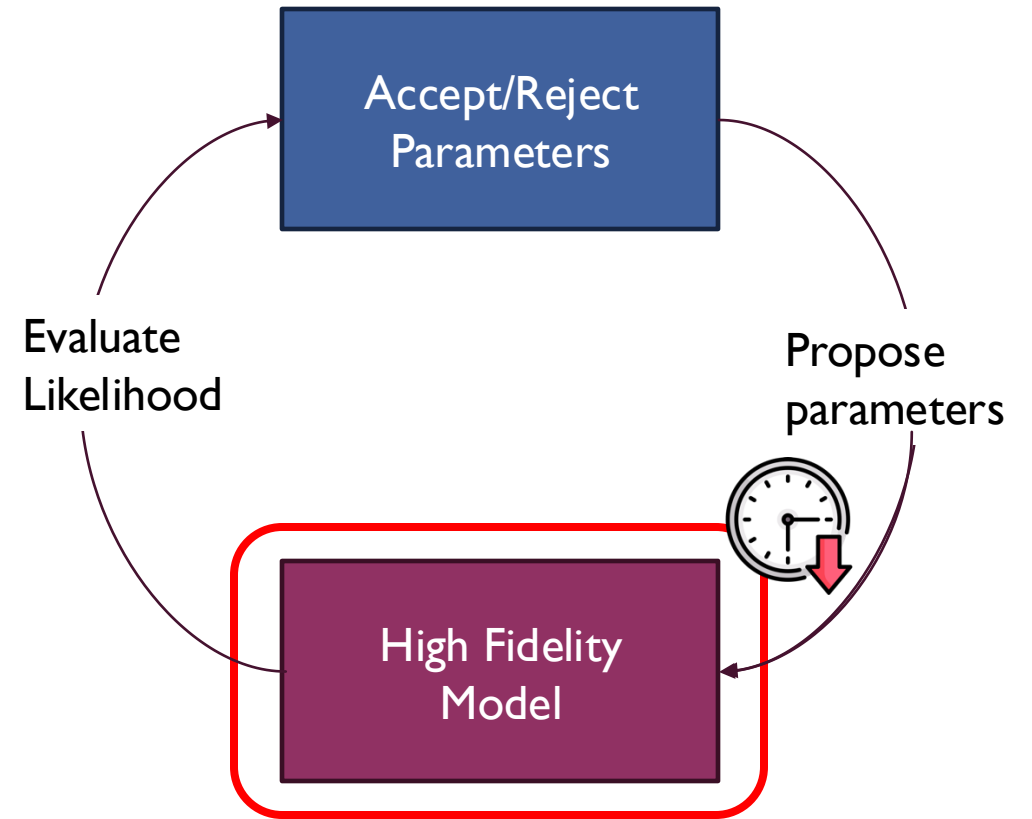 Accept/Reject
Parameters
Evaluate
Likelihood
Propose
parameters
High Fidelity
Model